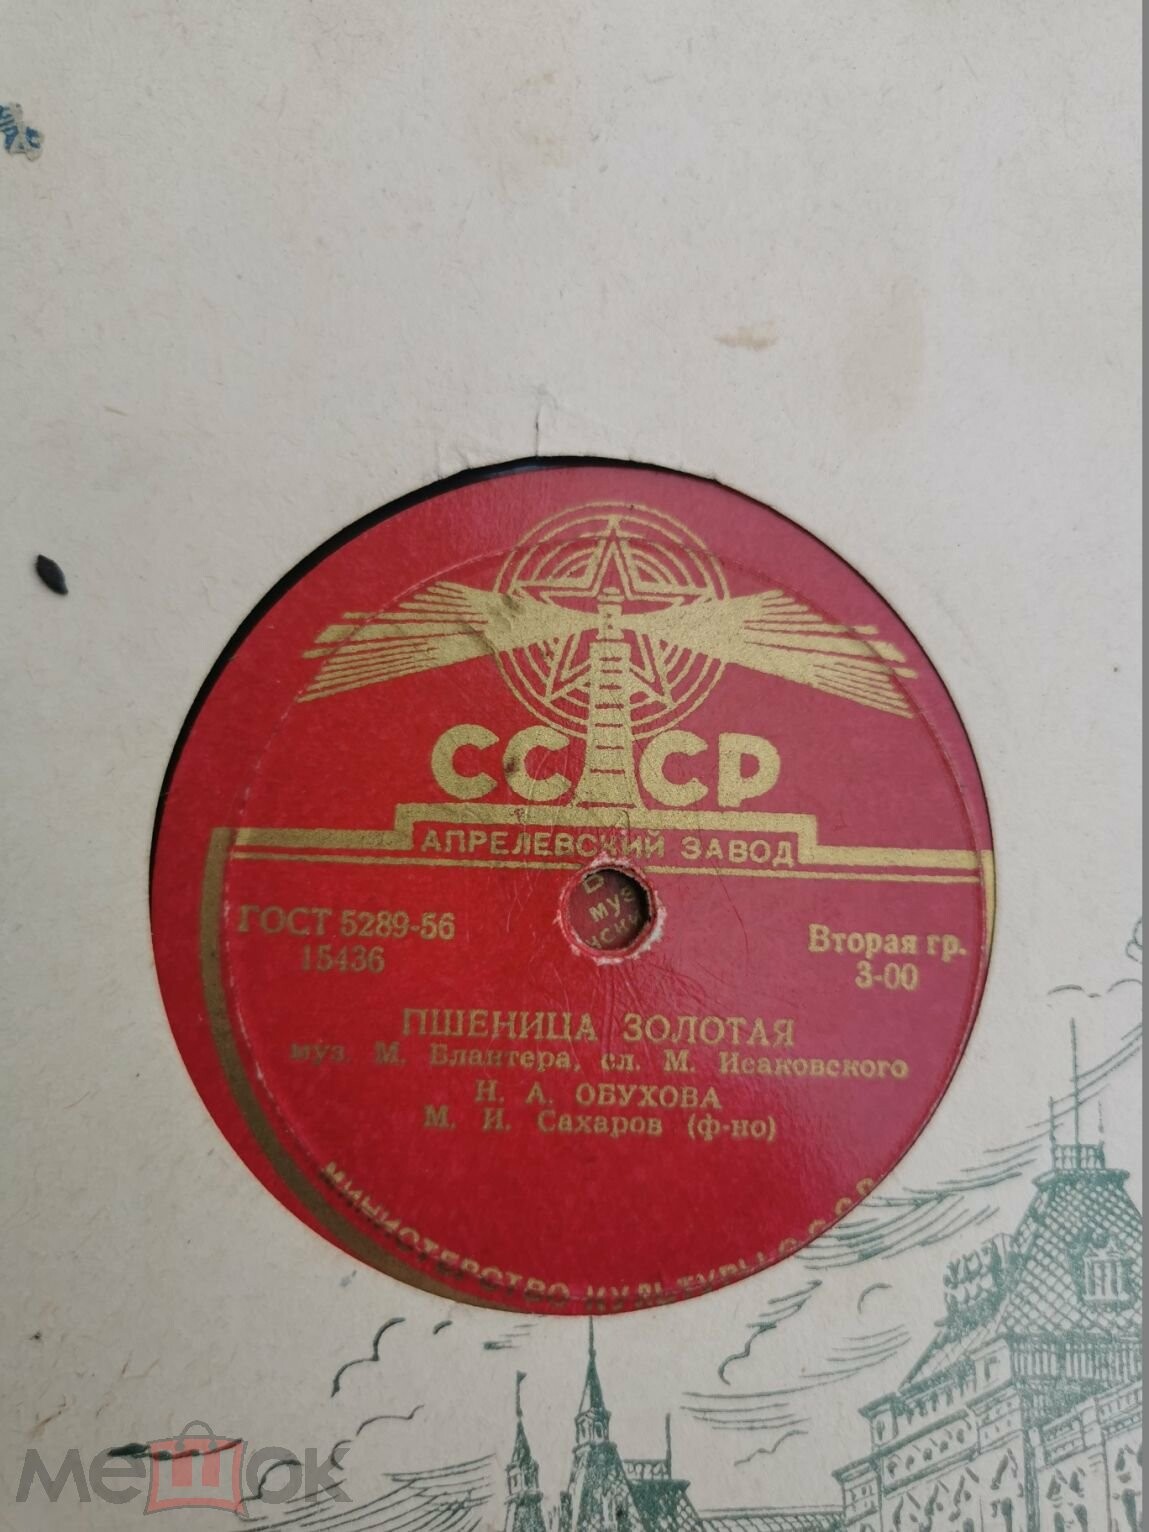 СССР
АПРЕЛЕВСКИЙ ЗАВОД
ГОСТ 5289-56
15436
Вторая гр.
3-00
ПШЕНИЦА ЗОЛОТАЯ
муз. М. Блантера, сл. М. Исаковского
Н. А. ОБУХОВА
М. И. Сахаров (ф-но)
МИНИСТЕРСТВО КУЛЬТУРЫ СССР
мешок